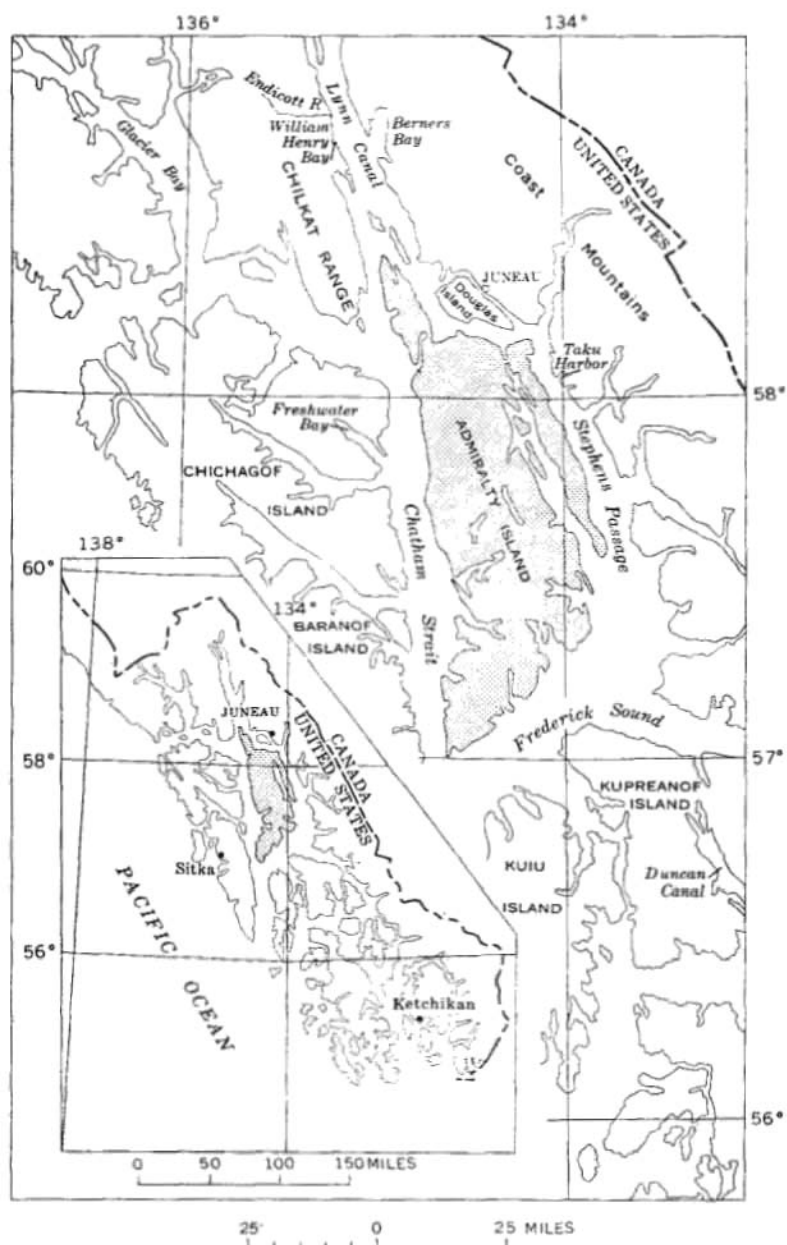 136°
134°
Endicott R
Lynn
Canal
William
Henry
Bay
Berners
Bay
Glacier Bay
CHILKAT RANGE
Coast
Mountains
CANADA
UNITED STATES
JUNEAU
Douglas
Island
Taku
Harbor
58°
Freshwater
Bay
CHICHAGOF
ISLAND
ADMIRALTY
ISLAND
Stephens
Passage
Chatham
Strait
BARANOF
ISLAND
Frederick Sound
57°
KUPREANOF
ISLAND
KUIU
ISLAND
Duncan
Canal
56°
138°
60°
134°
JUNEAU
CANADA
UNITED STATES
58°
Sitka
PACIFIC
OCEAN
56°
Ketchikan
0 50 100 150 MILES
25 0 25 MILES